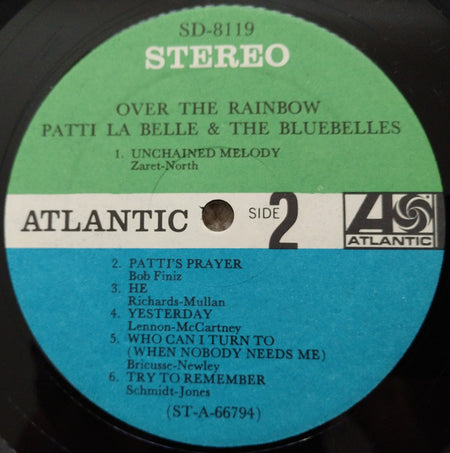 SD-8119
STEREO
OVER THE RAINBOW
PATTI LA BELLE & THE BLUEBELLES
1. UNCHAINED MELODY
Zaret-North
ATLANTIC SIDE 2
ATLANTIC
2. PATTI'S PRAYER
Bob Finiz
3. HE
Richards-Mullan
4. YESTERDAY
Lennon-McCartney
5. WHO CAN I TURN TO
(WHEN NOBODY NEEDS ME)
Bricusse-Newley
6. TRY TO REMEMBER
Schmidt-Jones
(ST-A-66794)